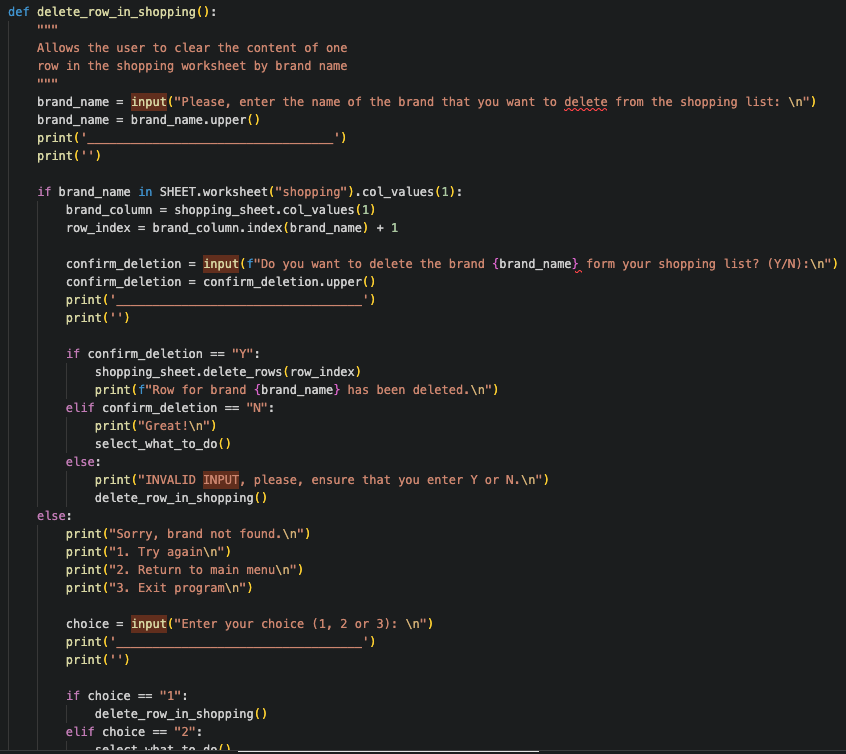 def delete_row_in_shopping():
    """
    Allows the user to clear the content of one
    row in the shopping worksheet by brand name
    """
    brand_name = input("Please, enter the name of the brand that you want to delete from the shopping list: \n")
    brand_name = brand_name.upper()
    print('__________________________________')
    print('')

    if brand_name in SHEET.worksheet("shopping").col_values(1):
        brand_column = shopping_sheet.col_values(1)
        row_index = brand_column.index(brand_name) + 1

        confirm_deletion = input(f"Do you want to delete the brand {brand_name} form your shopping list? (Y/N):\n")
        confirm_deletion = confirm_deletion.upper()
        print('__________________________________')
        print('')

        if confirm_deletion == "Y":
            shopping_sheet.delete_rows(row_index)
            print(f"Row for brand {brand_name} has been deleted.\n")
        elif confirm_deletion == "N":
            print("Great!\n")
            select_what_to_do()
        else:
            print("INVALID INPUT, please, ensure that you enter Y or N.\n")
            delete_row_in_shopping()
    else:
        print("Sorry, brand not found.\n")
        print("1. Try again\n")
        print("2. Return to main menu\n")
        print("3. Exit program\n")

        choice = input("Enter your choice (1, 2 or 3): \n")
        print('__________________________________')
        print('')

        if choice == "1":
            delete_row_in_shopping()
        elif choice == "2":
            select_what_to_do()